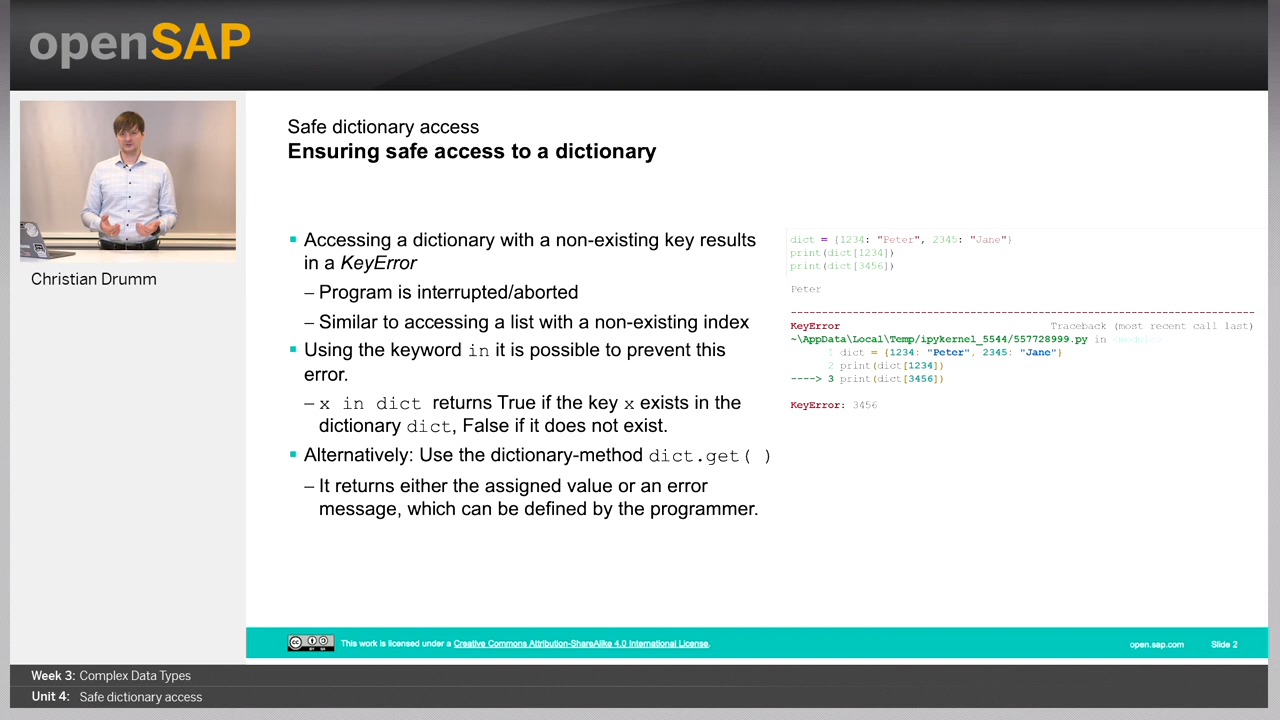 openSAP
Christian Drumm
Safe dictionary access
Ensuring safe access to a dictionary
▪ Accessing a dictionary with a non-existing key results
in a KeyError
– Program is interrupted/aborted
– Similar to accessing a list with a non-existing index
▪ Using the keyword in it is possible to prevent this
error.
– x in dict returns True if the key x exists in the
dictionary dict, False if it does not exist.
▪ Alternatively: Use the dictionary-method dict.get( )
– It returns either the assigned value or an error
message, which can be defined by the programmer.
dict = {1234: "Peter", 2345: "Jane"}
print(dict[1234])
print(dict[3456])
Peter
---------------------------------------------------------------------------
KeyError Traceback (most recent call last)
~\AppData\Local\Temp/ipykernel_5544/557728999.py in <module>
1 dict = {1234: "Peter", 2345: "Jane"}
2 print(dict[1234])
----> 3 print(dict[3456])
KeyError: 3456
cc BY SA This work is licensed under a Creative Commons Attribution-ShareAlike 4.0 International License.
open.sap.com Slide 2
Week 3: Complex Data Types
Unit 4: Safe dictionary access